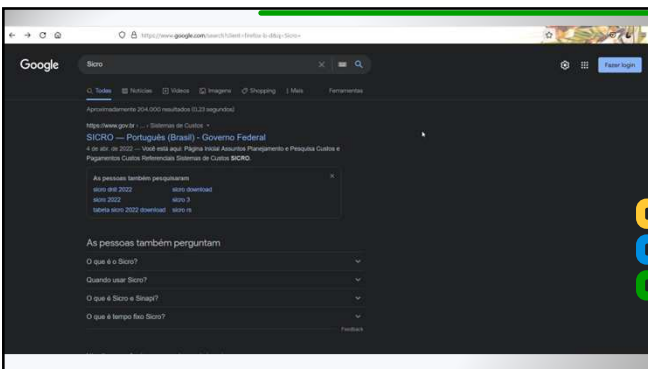 https://www.google.com/search?client=firefox-b-d&q=Sicro+
Google
Sicro
Fazer login
Todas Notícias Vídeos Imagens Shopping Mais Ferramentas
Aproximadamente 204.000 resultados (0,23 segundos)
https://www.gov.br › ... › Sistemas de Custos
SICRO — Português (Brasil) - Governo Federal
4 de abr. de 2022 — Você está aqui: Página Inicial Assuntos Planejamento e Pesquisa Custos e
Pagamentos Custos Referenciais Sistemas de Custos SICRO.
As pessoas também pesquisaram
sicro dnit 2022 sicro download
sicro 2022 sicro 3
tabela sicro 2022 download sicro rs
As pessoas também perguntam
O que é o Sicro?
Quando usar Sicro?
O que é Sicro e Sinapi?
O que é tempo fixo Sicro?
Feedback